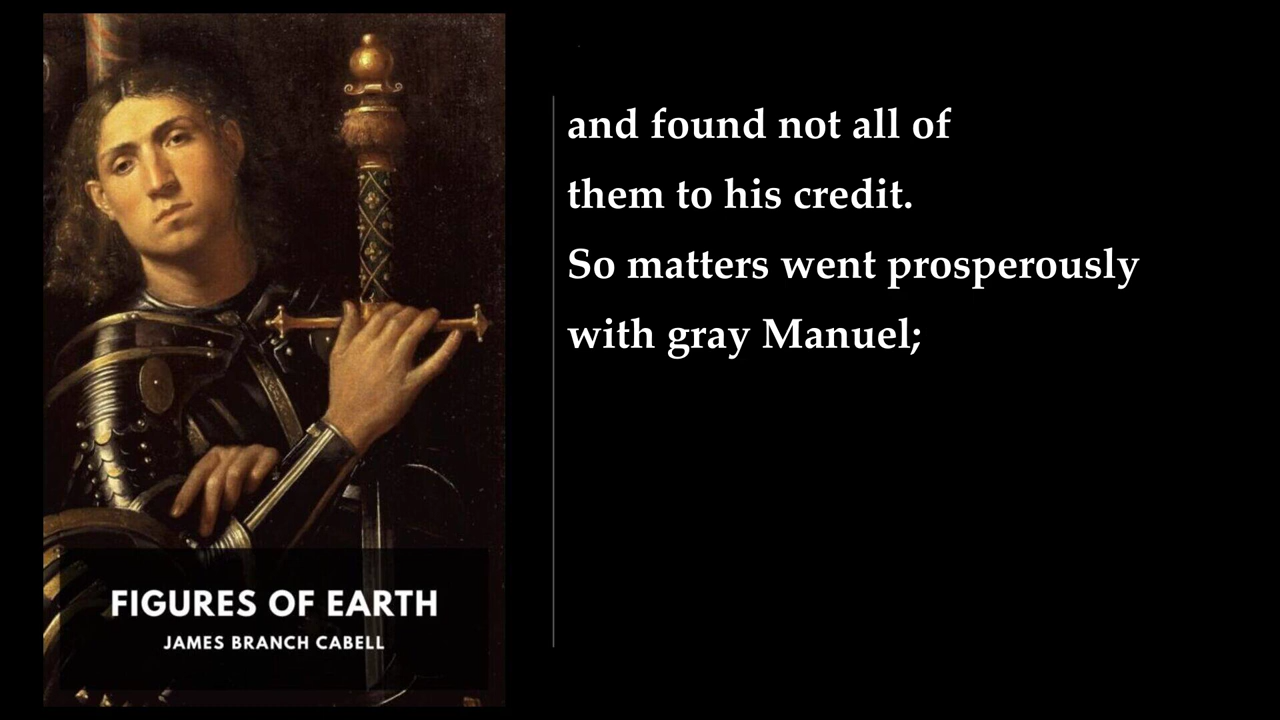 and found not all of
them to his credit.
So matters went prosperously
with gray Manuel;
FIGURES OF EARTH
JAMES BRANCH CABELL